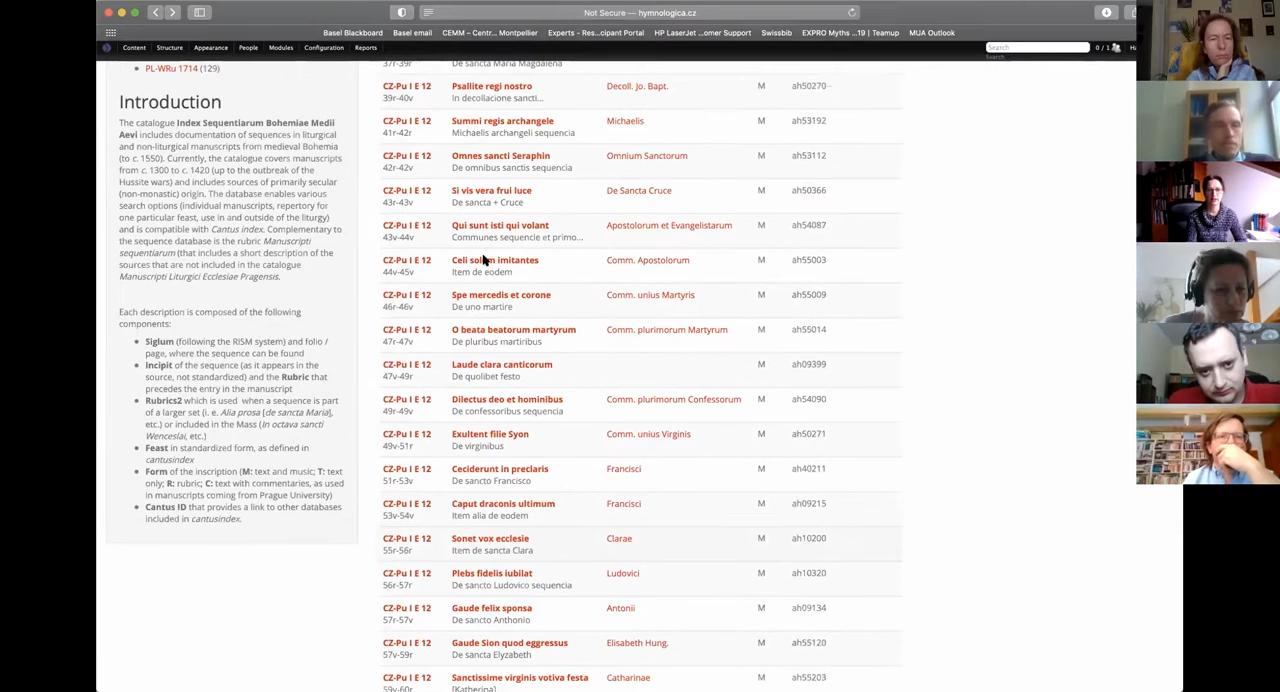 Not Secure — hymnologica.cz
Basel Blackboard Basel email CEMM – Centr... Montpellier Experts - Res...cipant Portal HP LaserJet ...omer Support Swissbib EXPRO Myths ...19 | Teamup MUA Outlook
Content Structure Appearance People Modules Configuration Reports Search 0 / 1
Search
PL-WRu 1714 (129)
Introduction
The catalogue Index Sequentiarum Bohemiae Medii
Aevi includes documentation of sequences in liturgical
and non-liturgical manuscripts from medieval Bohemia
(to c. 1550). Currently, the catalogue covers manuscripts
from c. 1300 to c. 1420 (up to the outbreak of the
Hussite wars) and includes sources of primarily secular
(non-monastic) origin. The database enables various
search options (individual manuscripts, repertory for
one particular feast, use in and outside of the liturgy)
and is compatible with Cantus index. Complementary to
the sequence database is the rubric Manuscripti
sequentiarum (that includes a short description of the
sources that are not included in the catalogue
Manuscripti Liturgici Ecclesiae Pragensis.
Each description is composed of the following
components:
Siglum (following the RISM system) and folio /
page, where the sequence can be found
Incipit of the sequence (as it appears in the
source, not standardized) and the Rubric that
precedes the entry in the manuscript
Rubrics2 which is used when a sequence is part
of a larger set (i. e. Alia prosa [de sancta Maria],
etc.) or included in the Mass (In octava sancti
Wenceslai, etc.)
Feast in standardized form, as defined in
cantusindex
Form of the inscription (M: text and music; T: text
only; R: rubric; C: text with commentaries, as used
in manuscripts coming from Prague University)
Cantus ID that provides a link to other databases
included in cantusindex.
37r-39r De sancta Maria Magdalena
CZ-Pu I E 12 Psallite regi nostro Decoll. Jo. Bapt. M ah50270
39r-40v In decollacione sancti...
CZ-Pu I E 12 Summi regis archangele Michaelis M ah53192
41r-42r Michaelis archangeli sequencia
CZ-Pu I E 12 Omnes sancti Seraphin Omnium Sanctorum M ah53112
42r-42v De omnibus sanctis sequencia
CZ-Pu I E 12 Si vis vera frui luce De Sancta Cruce M ah50366
43r-43v De sancta + Cruce
CZ-Pu I E 12 Qui sunt isti qui volant Apostolorum et Evangelistarum M ah54087
43v-44v Communes sequencie et primo...
CZ-Pu I E 12 Celi solem imitantes Comm. Apostolorum M ah55003
44v-45v Item de eodem
CZ-Pu I E 12 Spe mercedis et corone Comm. unius Martyris M ah55009
46r-46v De uno martire
CZ-Pu I E 12 O beata beatorum martyrum Comm. plurimorum Martyrum M ah55014
47r-47v De pluribus martiribus
CZ-Pu I E 12 Laude clara canticorum M ah09399
47v-49r De quolibet festo
CZ-Pu I E 12 Dilectus deo et hominibus Comm. plurimorum Confessorum M ah54090
49r-49v De confessoribus sequencia
CZ-Pu I E 12 Exultent filie Syon Comm. unius Virginis M ah50271
49v-51r De virginibus
CZ-Pu I E 12 Ceciderunt in preclaris Francisci M ah40211
51r-53v De sancto Francisco
CZ-Pu I E 12 Caput draconis ultimum Francisci M ah09215
53v-54v Item alia de eodem
CZ-Pu I E 12 Sonet vox ecclesie Clarae M ah10200
55r-56r Item de sancta Clara
CZ-Pu I E 12 Plebs fidelis iubilat Ludovici M ah10320
56r-57r De sancto Ludovico sequencia
CZ-Pu I E 12 Gaude felix sponsa Antonii M ah09134
57r-57v De sancto Anthonio
CZ-Pu I E 12 Gaude Sion quod egressus Elisabeth Hung. M ah55120
57v-59r De sancta Elyzabeth
CZ-Pu I E 12 Sanctissime virginis votiva festa Catharinae M ah55203
59v-60r [Katherina]